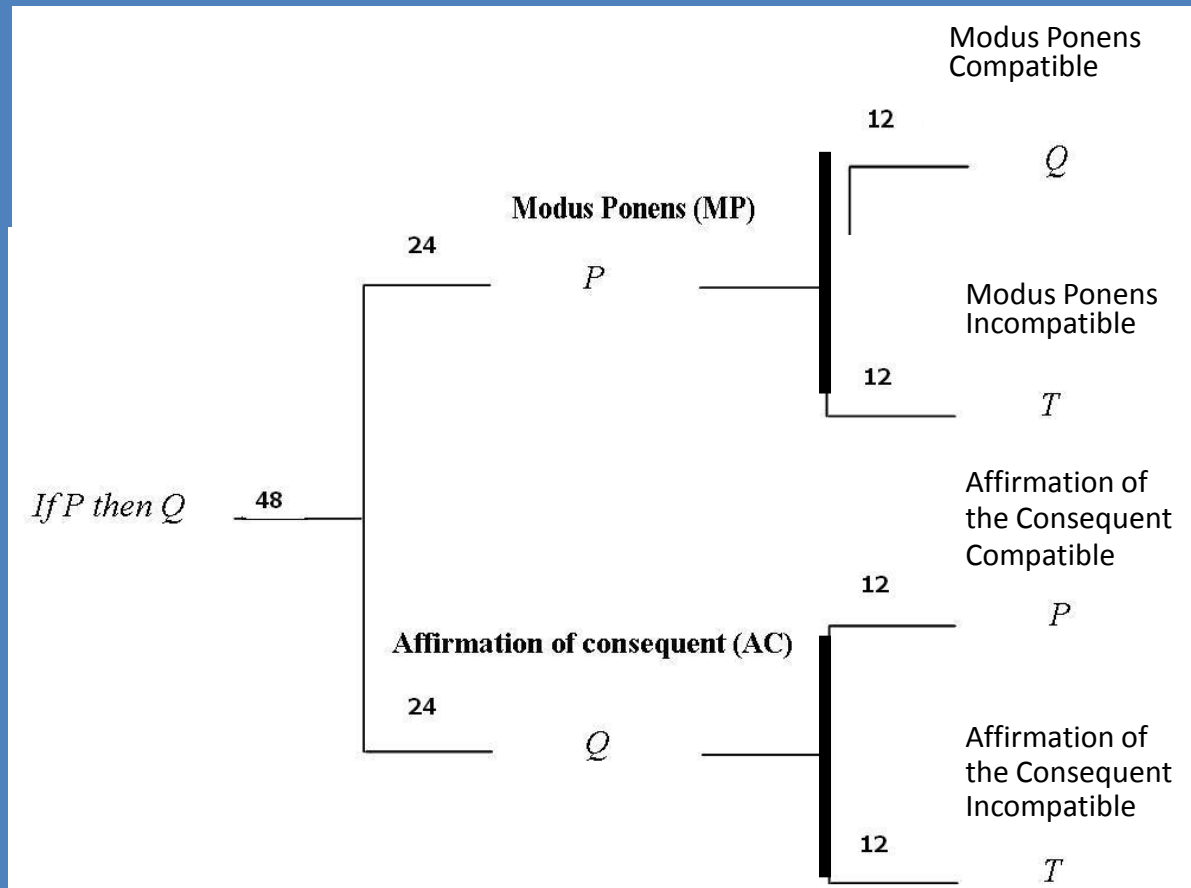 Modus Ponens
Compatible
12
Q
Modus Ponens (MP)
24
P
Modus Ponens
Incompatible
12
T
If P then Q
48
Affirmation of
the Consequent
Compatible
12
P
Affirmation of consequent (AC)
24
Q
Affirmation of
the Consequent
Incompatible
12
T